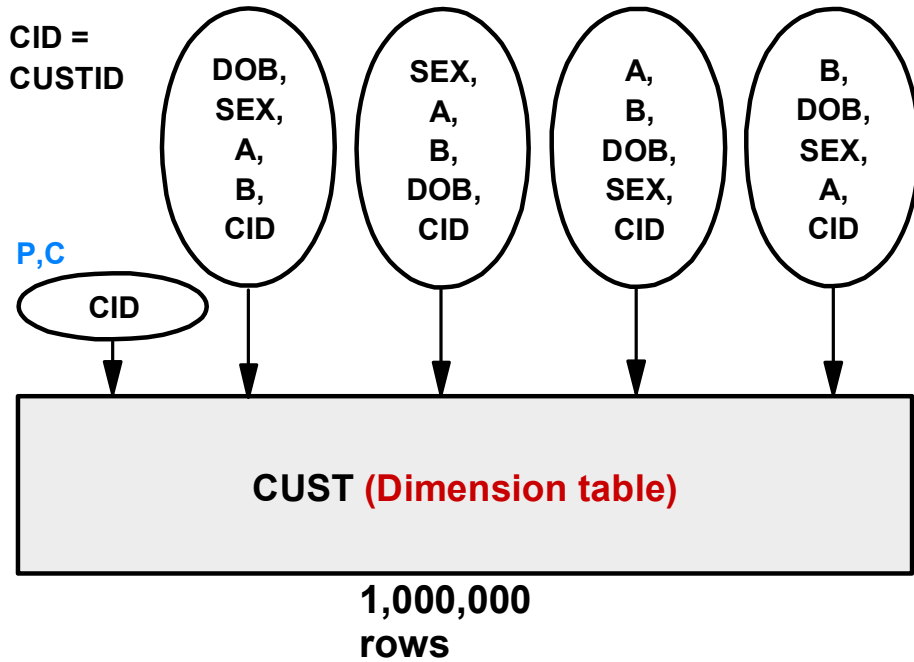 CID =
CUSTID
DOB,
SEX,
A,
B,
CID
SEX,
A,
B,
DOB,
CID
A,
B,
DOB,
SEX,
CID
B,
DOB,
SEX,
A,
CID
P,C
CID
CUST (Dimension table)
1,000,000
rows